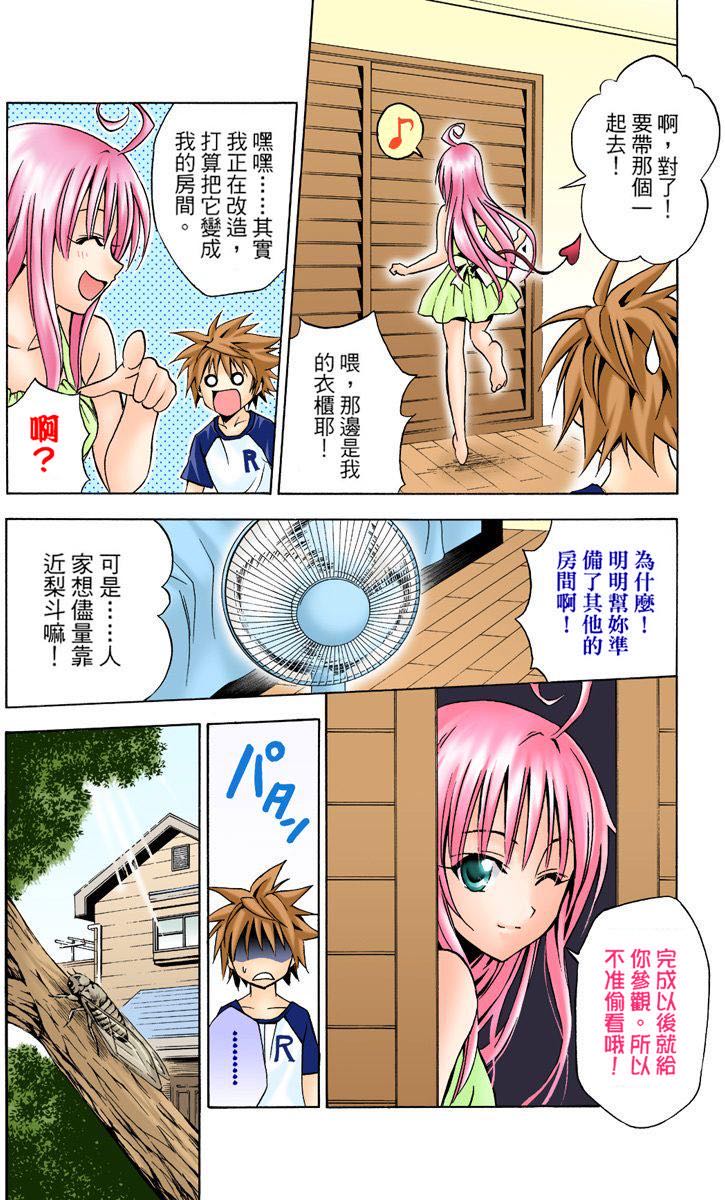 啊，對了！
要帶那個一
起去！
♪
喂，那邊是我
的衣櫃耶！
嘿嘿……其實
我正在改造，
打算把它變成
我的房間。
啊？
R
為什麼！
明明幫妳準
備了其他的
房間啊！
可是……人
家想儘量靠
近梨斗嘛！
完成以後就給
你參觀。所以
不准偷看哦！
パタン
………
R